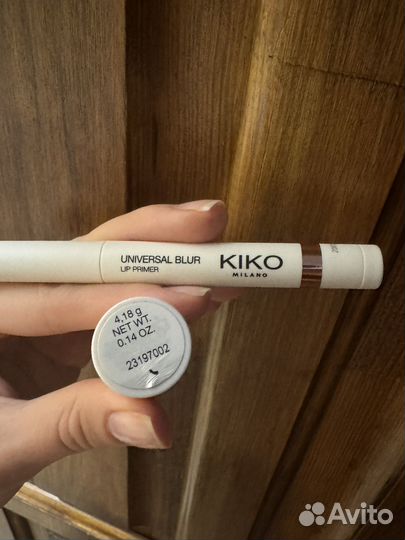 UNIVERSAL BLUR
LIP PRIMER
KIKO
MILANO
4,18 g
NET WT.
0.14 OZ.
23197002
Avito